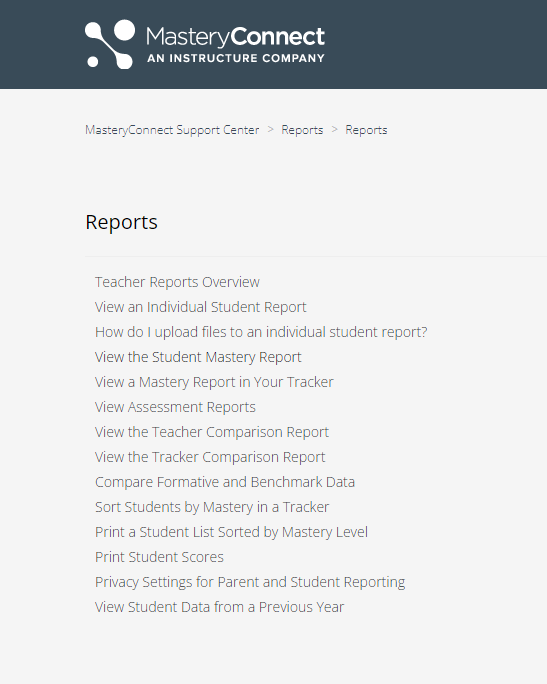 MasteryConnect
AN INSTRUCTURE COMPANY
MasteryConnect Support Center > Reports > Reports
Reports
Teacher Reports Overview
View an Individual Student Report
How do I upload files to an individual student report?
View the Student Mastery Report
View a Mastery Report in Your Tracker
View Assessment Reports
View the Teacher Comparison Report
View the Tracker Comparison Report
Compare Formative and Benchmark Data
Sort Students by Mastery in a Tracker
Print a Student List Sorted by Mastery Level
Print Student Scores
Privacy Settings for Parent and Student Reporting
View Student Data from a Previous Year